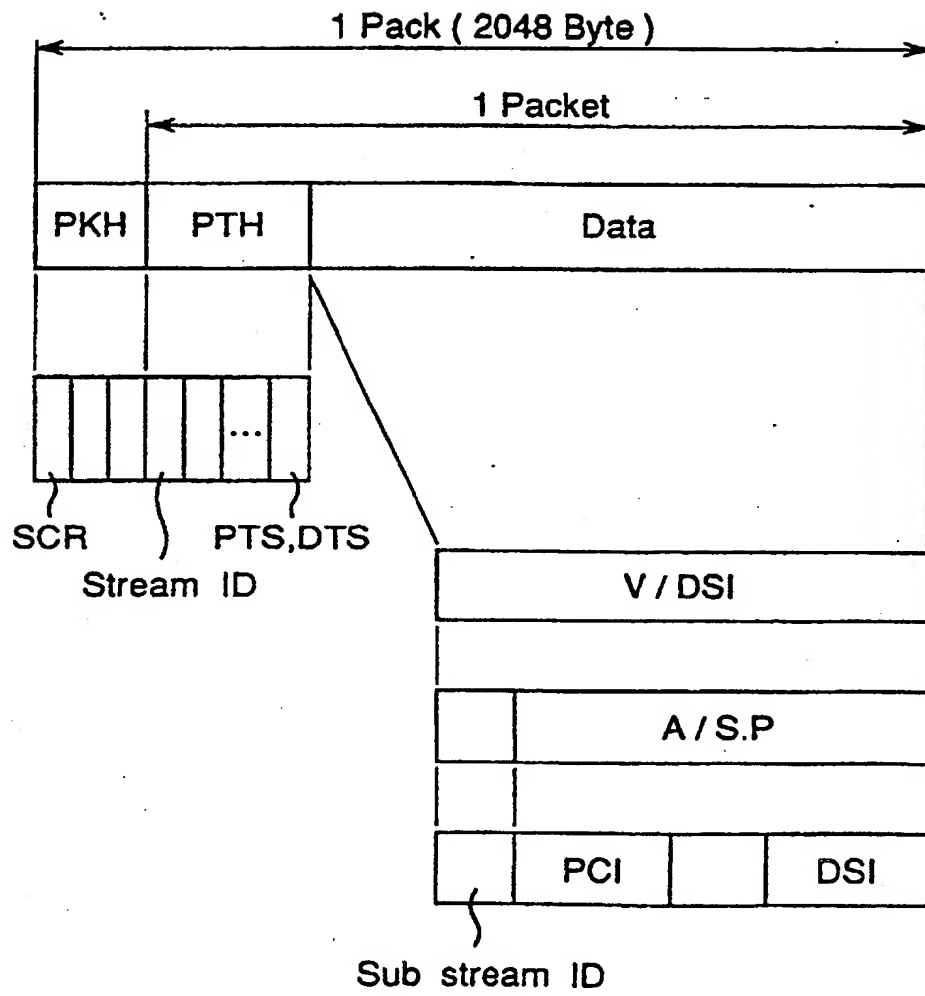 1 Pack ( 2048 Byte )
1 Packet
PKH PTH Data
...
SCR PTS,DTS
Stream ID
V / DSI
A / S.P
PCI DSI
Sub stream ID